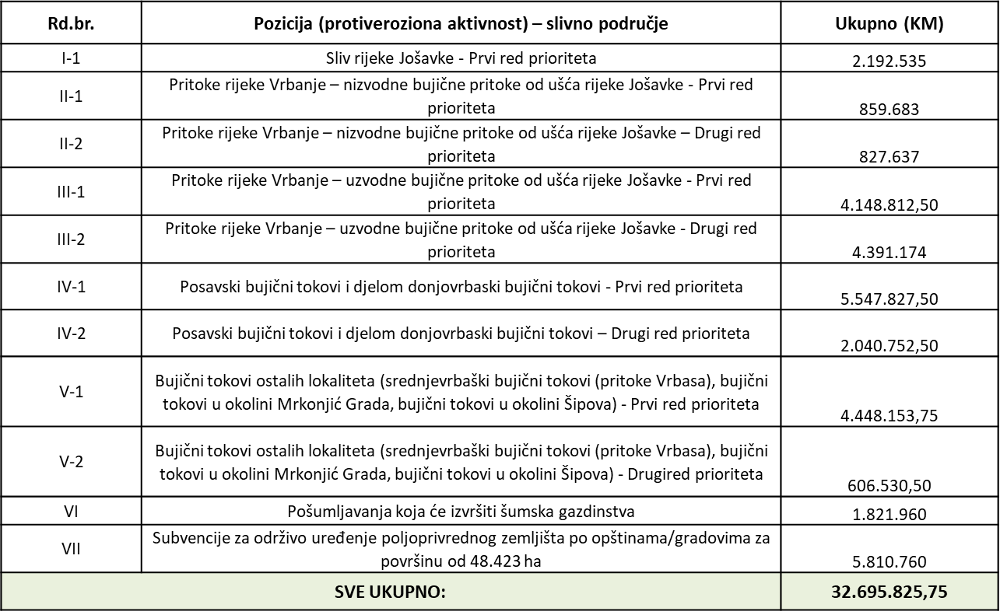 Rd.br. Pozicija (protiveroziona aktivnost) – slivno područje Ukupno (KM)
I-1 Sliv rijeke Jošavke - Prvi red prioriteta 2.192.535
II-1 Pritoke rijeke Vrbanje – nizvodne bujične pritoke od ušća rijeke Jošavke - Prvi red
prioriteta 859.683
II-2 Pritoke rijeke Vrbanje – nizvodne bujične pritoke od ušća rijeke Jošavke – Drugi red
prioriteta 827.637
III-1 Pritoke rijeke Vrbanje – uzvodne bujične pritoke od ušća rijeke Jošavke - Prvi red
prioriteta 4.148.812,50
III-2 Pritoke rijeke Vrbanje – uzvodne bujične pritoke od ušća rijeke Jošavke - Drugi red
prioriteta 4.391.174
IV-1 Posavski bujični tokovi i djelom donjovrbaski bujični tokovi - Prvi red prioriteta 5.547.827,50
IV-2 Posavski bujični tokovi i djelom donjovrbaski bujični tokovi – Drugi red prioriteta 2.040.752,50
V-1 Bujični tokovi ostalih lokaliteta (srednjevrbaški bujični tokovi (pritoke Vrbasa), bujični
tokovi u okolini Mrkonjić Grada, bujični tokovi u okolini Šipova) - Prvi red prioriteta 4.448.153,75
V-2 Bujični tokovi ostalih lokaliteta (srednjevrbaški bujični tokovi (pritoke Vrbasa), bujični
tokovi u okolini Mrkonjić Grada, bujični tokovi u okolini Šipova) - Drugired prioriteta 606.530,50
VI Pošumljavanja koja će izvršiti šumska gazdinstva 1.821.960
VII Subvencije za održivo uređenje poljoprivrednog zemljišta po opštinama/gradovima za
površinu od 48.423 ha 5.810.760
SVE UKUPNO: 32.695.825,75